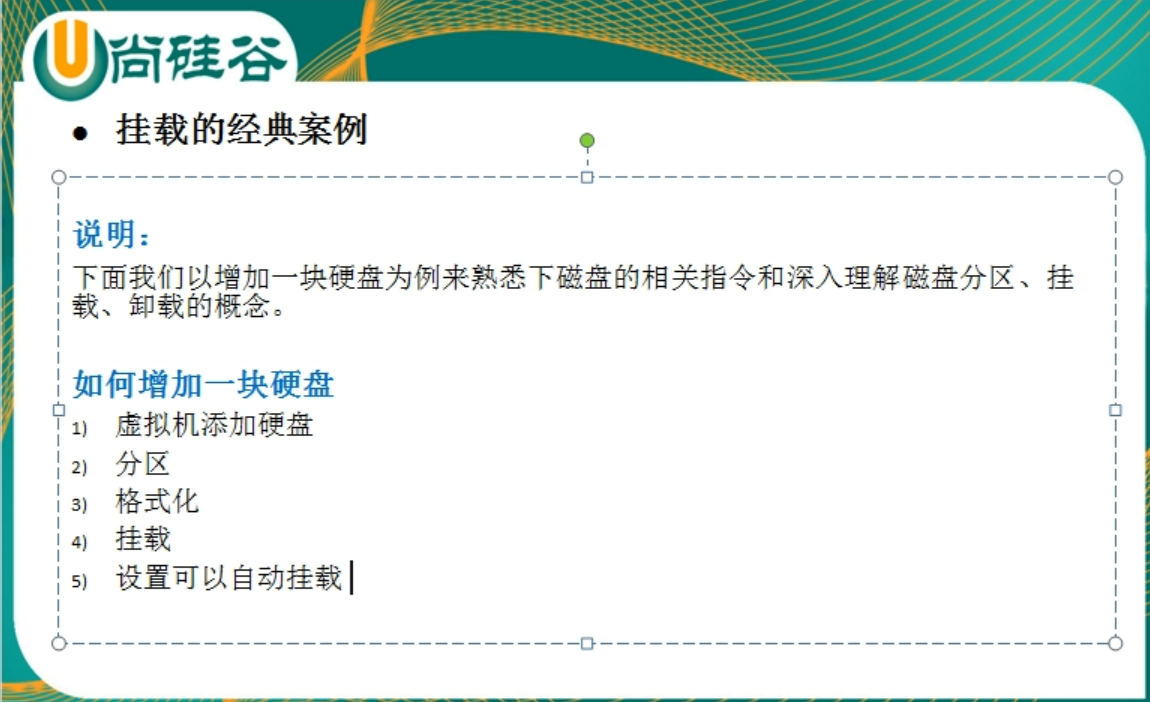 尚硅谷
• 挂载的经典案例
说明：
下面我们以增加一块硬盘为例来熟悉下磁盘的相关指令和深入理解磁盘分区、挂
载、卸载的概念。
如何增加一块硬盘
1) 虚拟机添加硬盘
2) 分区
3) 格式化
4) 挂载
5) 设置可以自动挂载